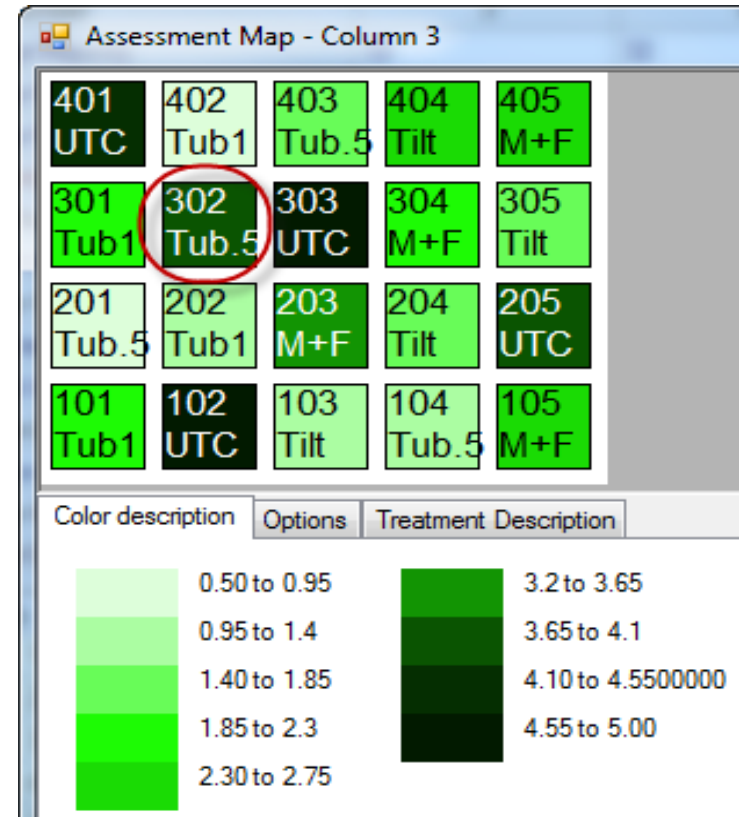 Assessment Map - Column 3
401 402 403 404 405
UTC Tub1 Tub.5 Tilt M+F
301 302 303 304 305
Tub1 Tub.5 UTC M+F Tilt
201 202 203 204 205
Tub.5 Tub1 M+F Tilt UTC
101 102 103 104 105
Tub1 UTC Tilt Tub.5 M+F
Color description Options Treatment Description
0.50 to 0.95 3.2 to 3.65
0.95 to 1.4 3.65 to 4.1
1.40 to 1.85 4.10 to 4.5500000
1.85 to 2.3 4.55 to 5.00
2.30 to 2.75